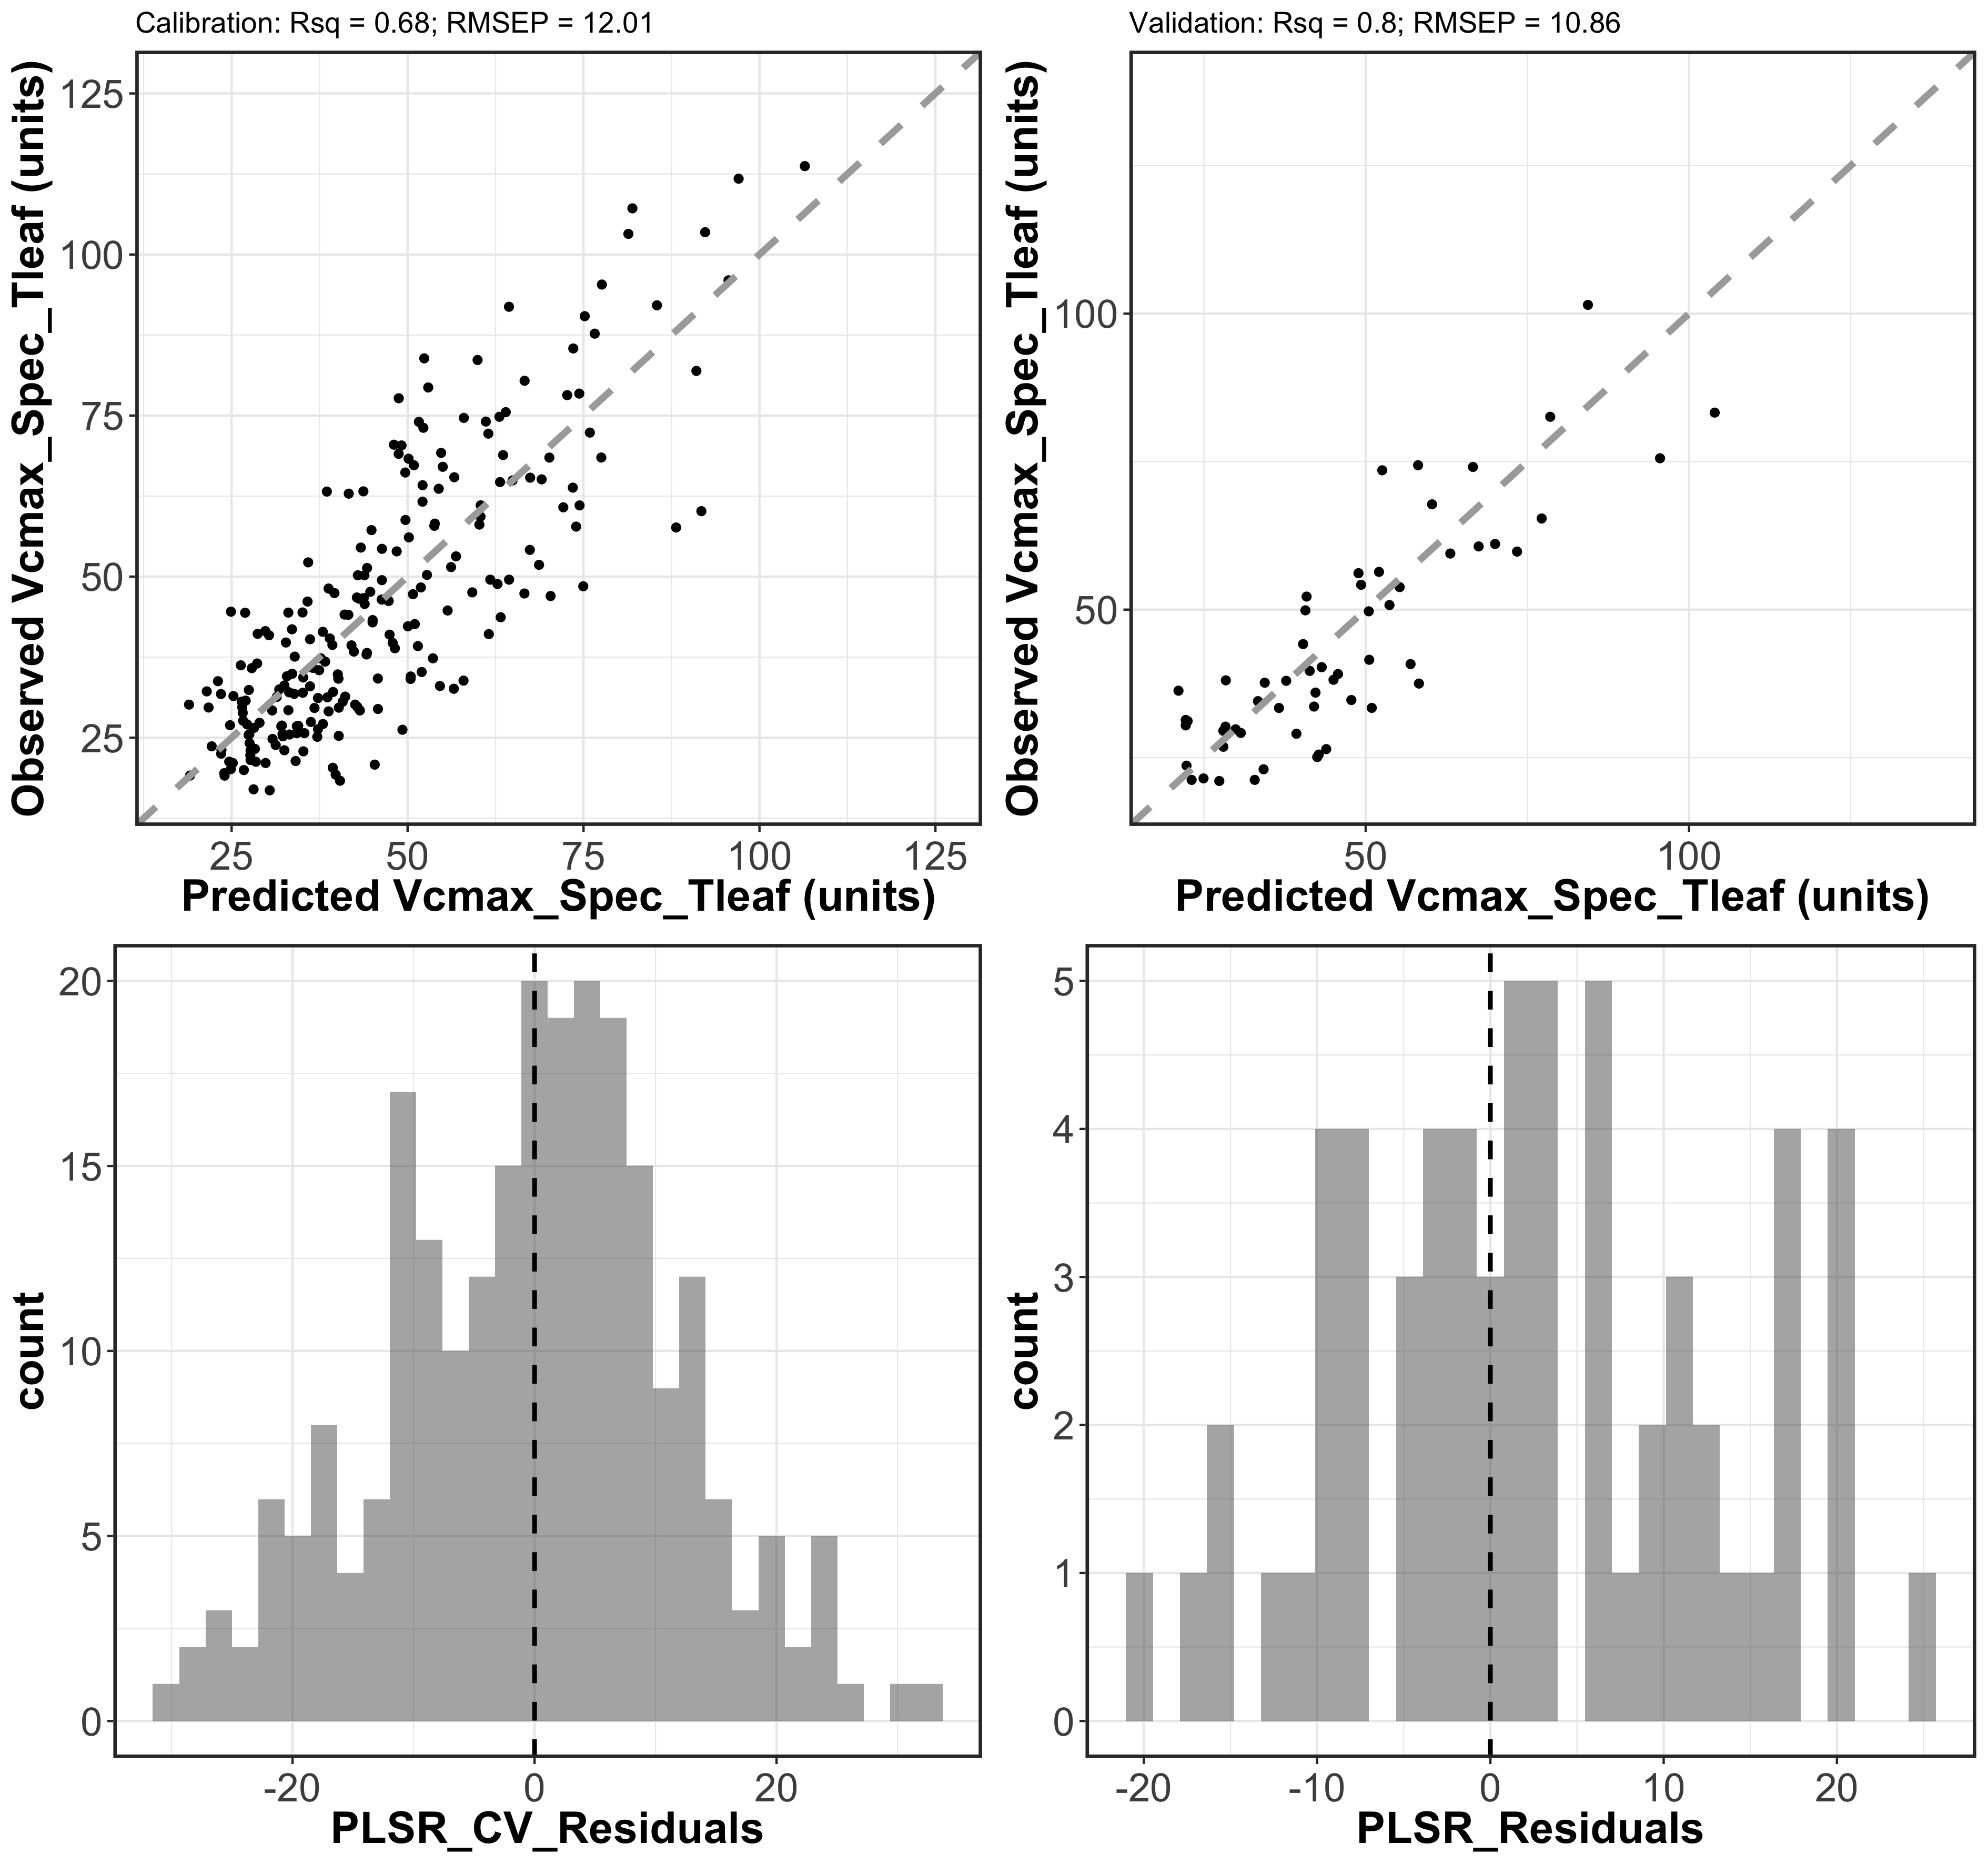 Calibration: Rsq = 0.68; RMSEP = 12.01
Observed Vcmax_Spec_Tleaf (units)
125
100
75
50
25
25 50 75 100 125
Predicted Vcmax_Spec_Tleaf (units)
Validation: Rsq = 0.8; RMSEP = 10.86
Observed Vcmax_Spec_Tleaf (units)
100
50
50 100
Predicted Vcmax_Spec_Tleaf (units)
count
20
15
10
5
0
-20 0 20
PLSR_CV_Residuals
count
5
4
3
2
1
0
-20 -10 0 10 20
PLSR_Residuals